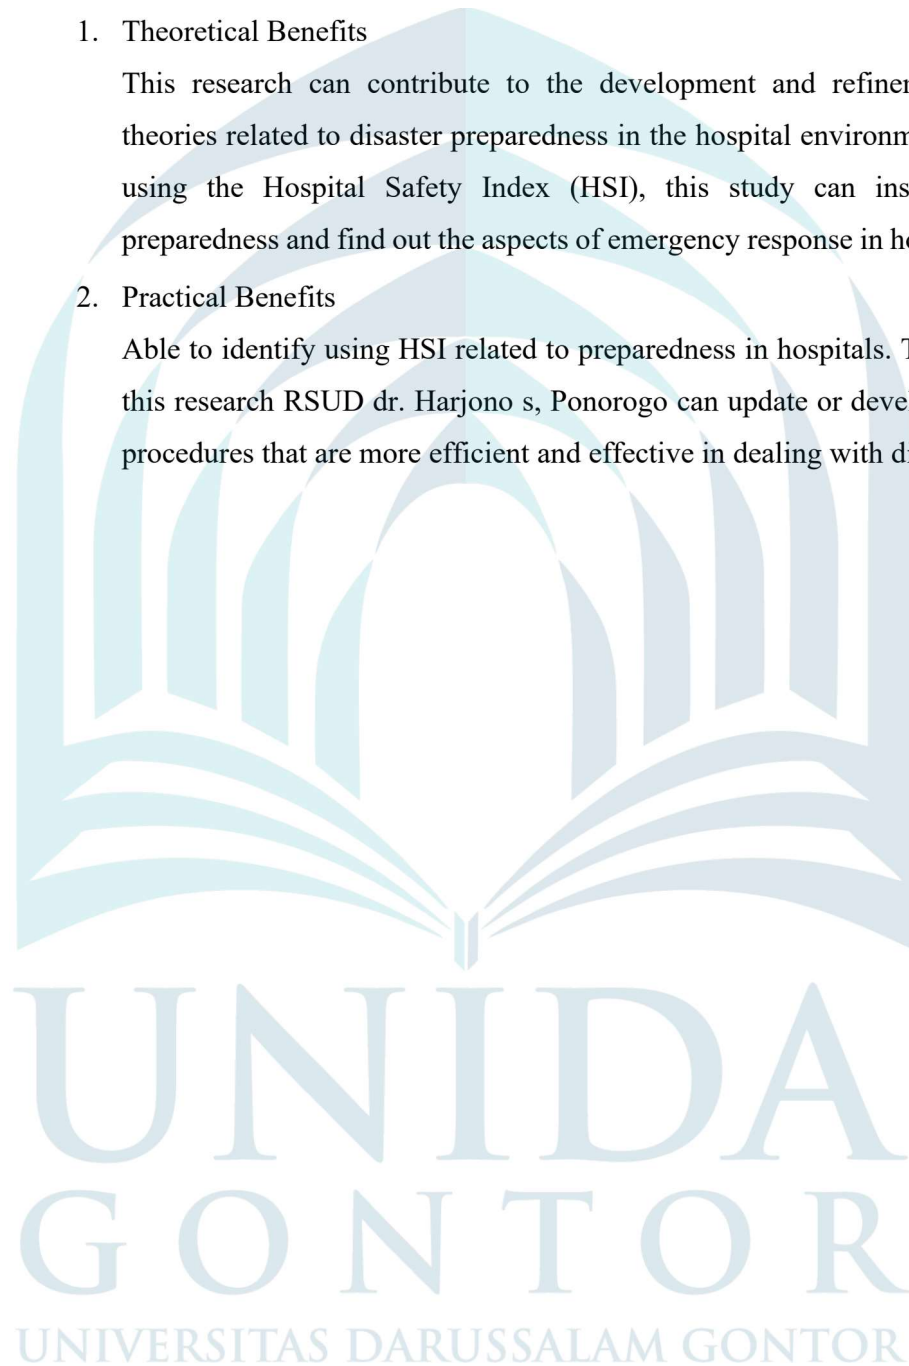 1. Theoretical Benefits
This research can contribute to the development and refiner
theories related to disaster preparedness in the hospital environm
using the Hospital Safety Index (HSI), this study can ins
preparedness and find out the aspects of emergency response in ho
2. Practical Benefits
Able to identify using HSI related to preparedness in hospitals. T
this research RSUD dr. Harjono s, Ponorogo can update or devel
procedures that are more efficient and effective in dealing with di
UNIDA
GONTOR
UNIVERSITAS DARUSSALAM GONTOR